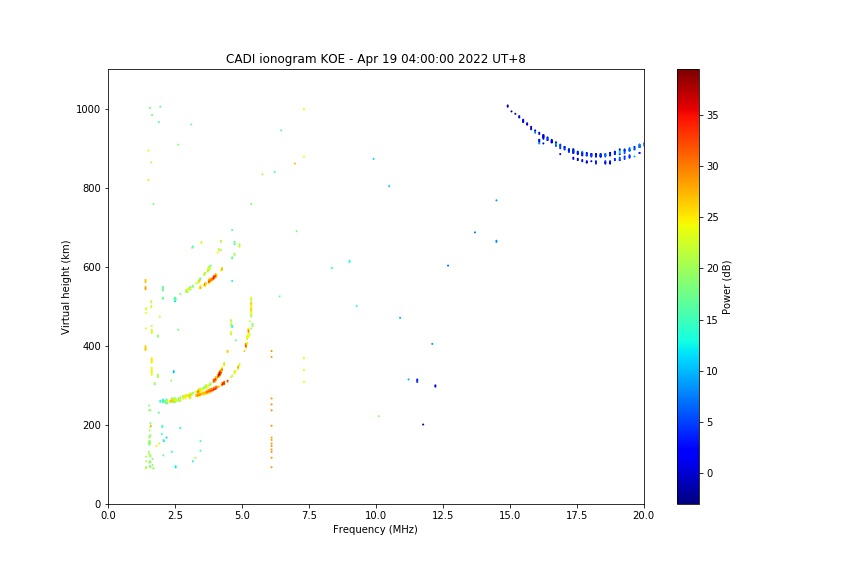 CADI ionogram KOE - Apr 19 04:00:00 2022 UT+8
1000
800
600
400
200
0
Virtual height (km)
0.0 2.5 5.0 7.5 10.0 12.5 15.0 17.5 20.0
Frequency (MHz)
35
30
25
20
15
10
5
0
Power (dB)